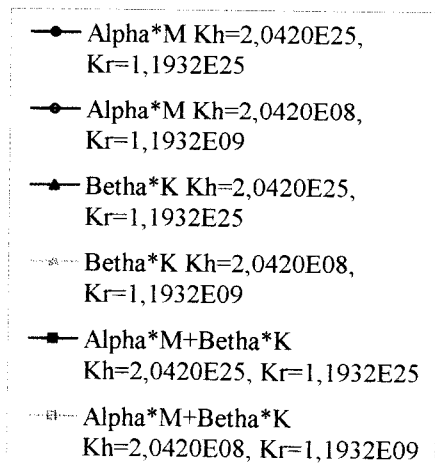 Alpha*M Kh=2,0420E25,
Kr=1,1932E25
Alpha*M Kh=2,0420E08,
Kr=1,1932E09
Betha*K Kh=2,0420E25,
Kr=1,1932E25
Betha*K Kh=2,0420E08,
Kr=1,1932E09
Alpha*M+Betha*K
Kh=2,0420E25, Kr=1,1932E25
Alpha*M+Betha*K
Kh=2,0420E08, Kr=1,1932E09